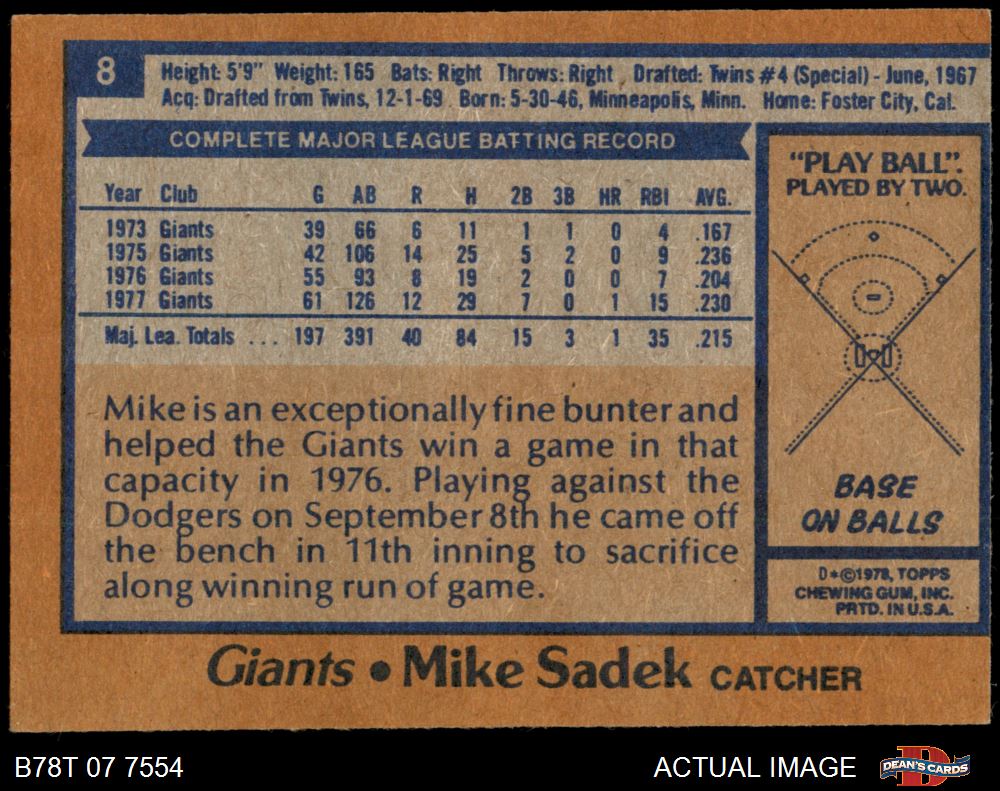 8
Height: 5'9" Weight: 165 Bats: Right Throws: Right Drafted: Twins #4 (Special) - June, 1967
Acq: Drafted from Twins, 12-1-69 Born: 5-30-46, Minneapolis, Minn. Home: Foster City, Cal.
COMPLETE MAJOR LEAGUE BATTING RECORD
Year Club G AB R H 2B 3B HR RBI AVG.
1973 Giants 39 66 6 11 1 1 0 4 .167
1975 Giants 42 106 14 25 5 2 0 9 .236
1976 Giants 55 93 8 19 2 0 0 7 .204
1977 Giants 61 126 12 29 7 0 1 15 .230
Maj. Lea. Totals ... 197 391 40 84 15 3 1 35 .215
Mike is an exceptionally fine bunter and
helped the Giants win a game in that
capacity in 1976. Playing against the
Dodgers on September 8th he came off
the bench in 11th inning to sacrifice
along winning run of game.
"PLAY BALL".
PLAYED BY TWO.
BASE
ON BALLS
D*©1978, TOPPS
CHEWING GUM, INC.
PRTD. IN U.S.A.
Giants • Mike Sadek CATCHER
B78T 07 7554
ACTUAL IMAGE
D
DEAN'S CARDS